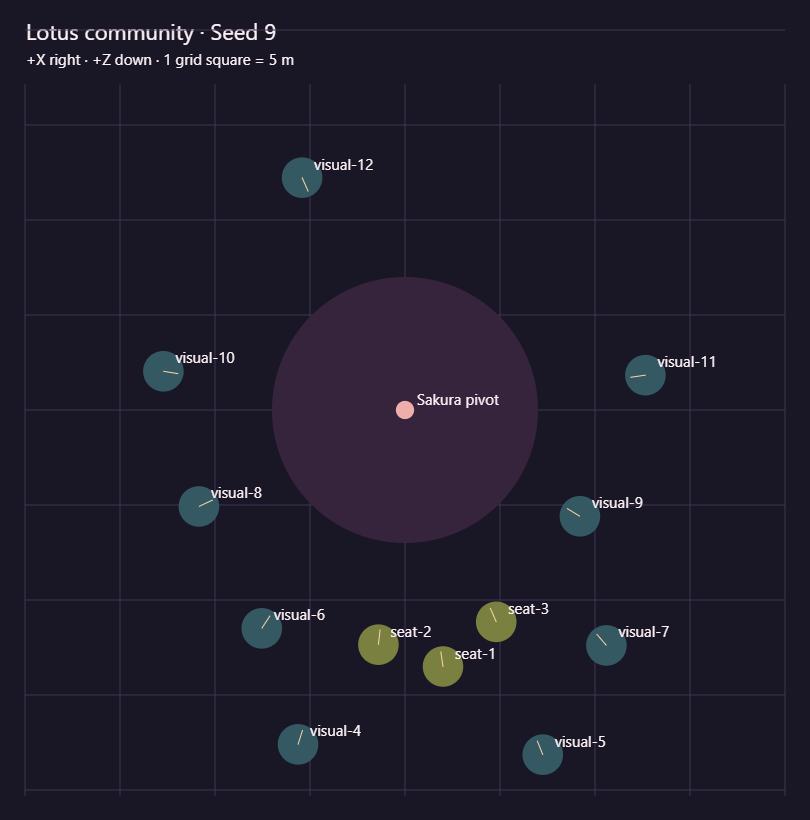 Lotus community · Seed 9
+X right · +Z down · 1 grid square = 5 m
visual-12
visual-10
visual-11
Sakura pivot
visual-8
visual-9
visual-6
seat-2
seat-3
seat-1
visual-7
visual-4
visual-5